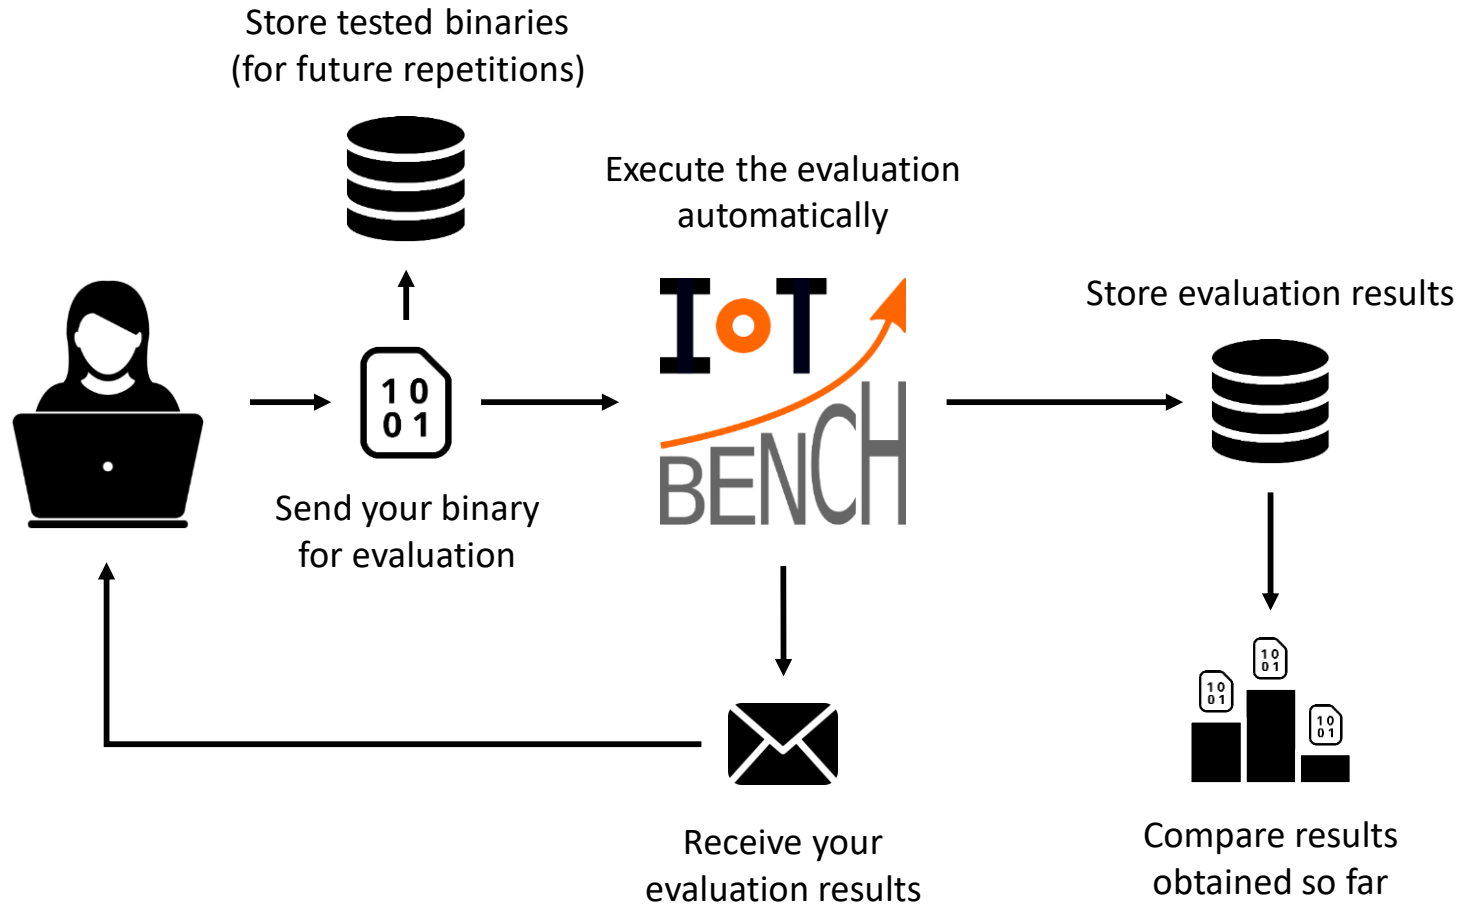 Store tested binaries
(for future repetitions)
Execute the evaluation
automatically
Store evaluation results
IoT
BENCH
1 0
0 1
Send your binary
for evaluation
1 0
0 1
1 0
0 1
1 0
0 1
Receive your
evaluation results
Compare results
obtained so far